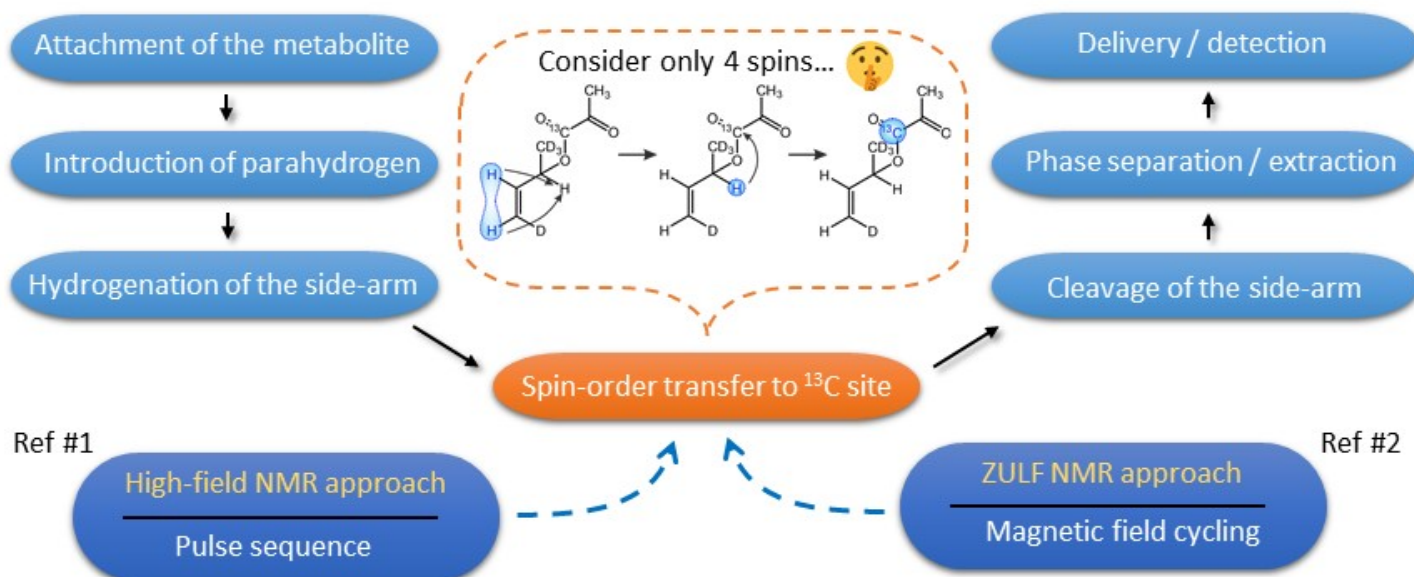 Attachment of the metabolite
Introduction of parahydrogen
Hydrogenation of the side-arm
Consider only 4 spins... 🤫
CH₃
O
¹³C
O
CD₃
O
H
H
H
D
CH₃
O
¹³C
O
CD₃
O
H
H
H
D
CH₃
O
¹³C
O
CD₃
O
H
H
H
D
Spin-order transfer to ¹³C site
Delivery / detection
Phase separation / extraction
Cleavage of the side-arm
Ref #1
High-field NMR approach
Pulse sequence
Ref #2
ZULF NMR approach
Magnetic field cycling